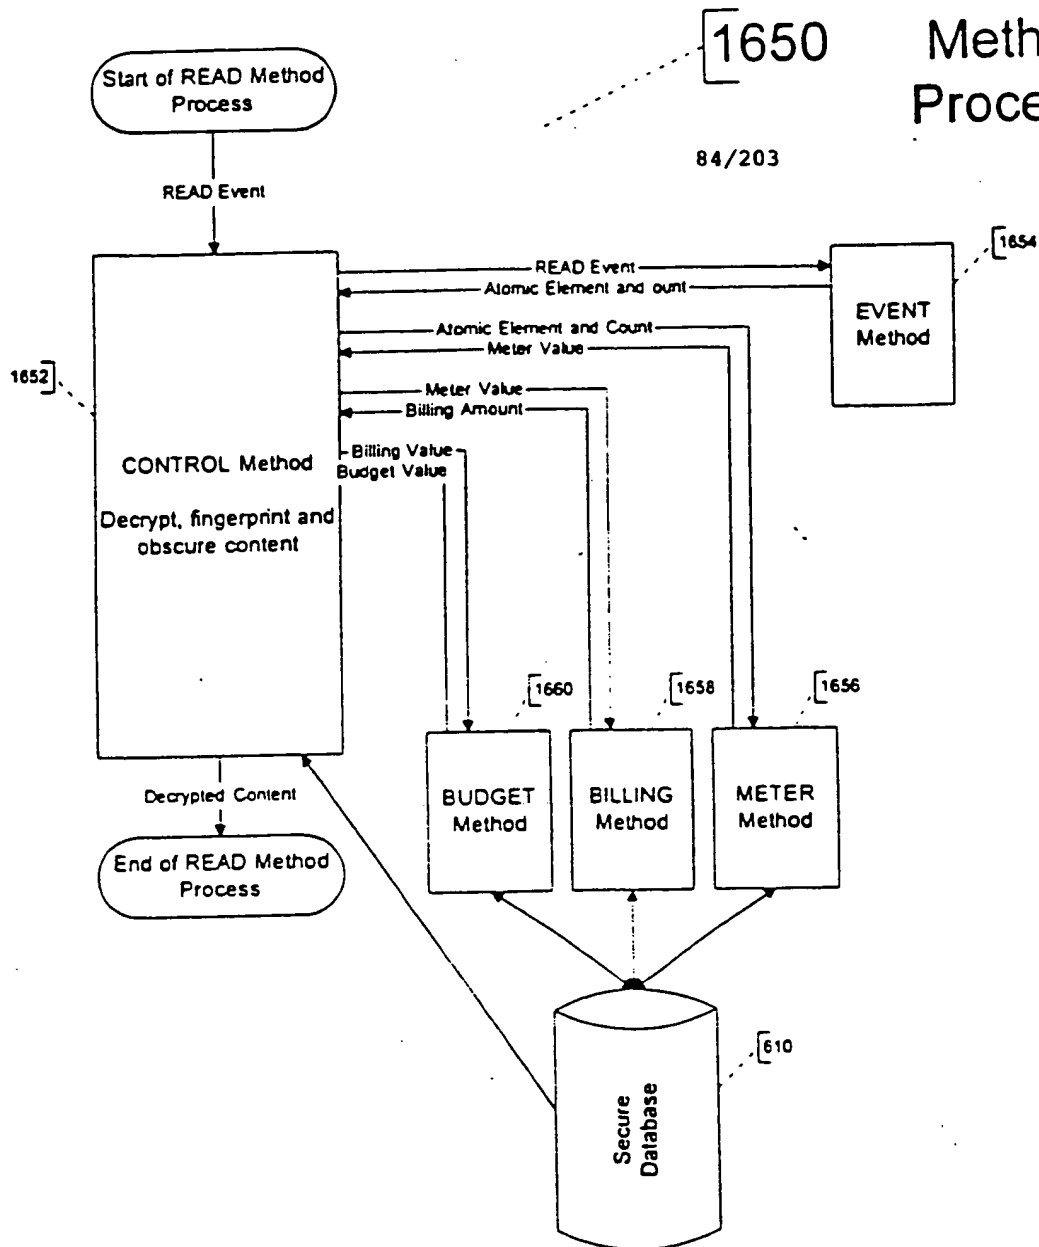 1650 Meth
Proce
84/203
Start of READ Method
Process
READ Event
1654
READ Event
Atomic Element and ount
EVENT
Method
Atomic Element and Count
Meter Value
1652
Meter Value
Billing Amount
Billing Value
Budget Value
CONTROL Method
Decrypt, fingerprint and
obscure content
1660
1658
1656
Decrypted Content
BUDGET
Method
BILLING
Method
METER
Method
End of READ Method
Process
610
Secure
Database